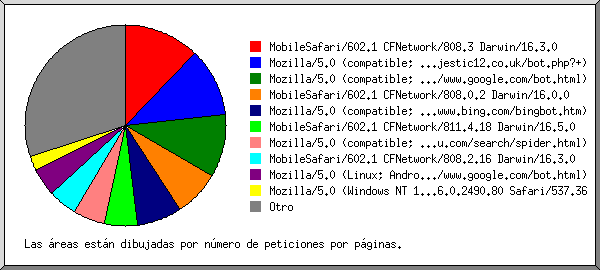 MobileSafari/602.1 CFNetwork/808.3 Darwin/16.3.0
Mozilla/5.0 (compatible; ...jestic12.co.uk/bot.php?+)
Mozilla/5.0 (compatible; .../www.google.com/bot.html)
MobileSafari/602.1 CFNetwork/808.0.2 Darwin/16.0.0
Mozilla/5.0 (compatible; ...www.bing.com/bingbot.htm)
MobileSafari/602.1 CFNetwork/811.4.18 Darwin/16.5.0
Mozilla/5.0 (compatible; ...u.com/search/spider.html)
MobileSafari/602.1 CFNetwork/808.2.16 Darwin/16.3.0
Mozilla/5.0 (Linux; Andro.../www.google.com/bot.html)
Mozilla/5.0 (Windows NT 1...6.0.2490.80 Safari/537.36
Otro
Las áreas están dibujadas por número de peticiones por páginas.